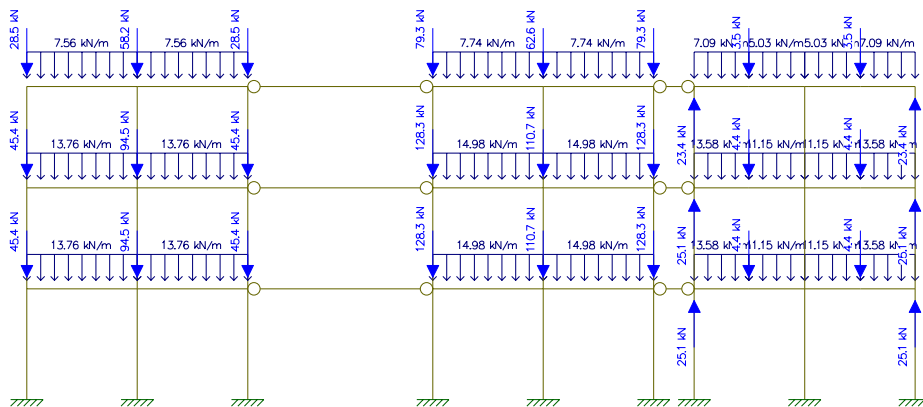 28.5 kN
7.56 kN/m
58.2 kN
7.56 kN/m
28.5 kN
79.3 kN
7.74 kN/m
62.6 kN
7.74 kN/m
79.3 kN
7.09 kN/m
3.5 kN
5.03 kN/m
5.03 kN/m
3.5 kN
7.09 kN/m
45.4 kN
13.76 kN/m
94.5 kN
13.76 kN/m
45.4 kN
128.3 kN
14.98 kN/m
110.7 kN
14.98 kN/m
128.3 kN
23.4 kN
13.58 kN/m
4.4 kN
11.15 kN/m
11.15 kN/m
4.4 kN
13.58 kN/m
23.4 kN
45.4 kN
13.76 kN/m
94.5 kN
13.76 kN/m
45.4 kN
128.3 kN
14.98 kN/m
110.7 kN
14.98 kN/m
128.3 kN
25.1 kN
13.58 kN/m
4.4 kN
11.15 kN/m
11.15 kN/m
4.4 kN
13.58 kN/m
25.1 kN
25.1 kN
25.1 kN